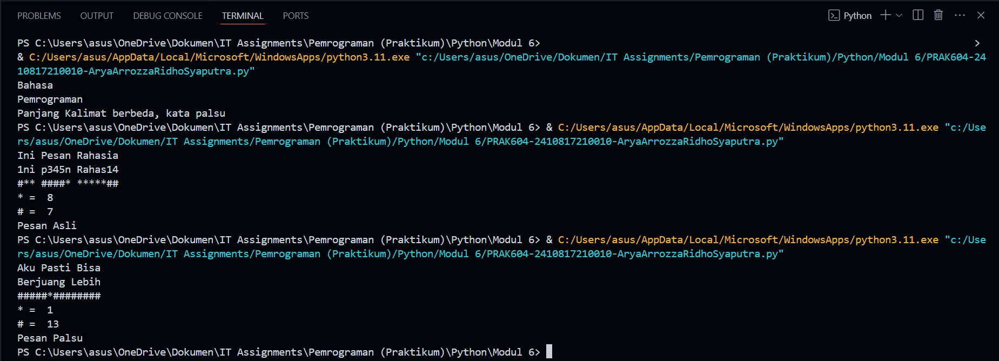 PROBLEMS OUTPUT DEBUG CONSOLE TERMINAL PORTS Python
PS C:\Users\asus\OneDrive\Dokumen\IT Assignments\Pemrograman (Praktikum)\Python\Modul 6> >
& C:/Users/asus/AppData/Local/Microsoft/WindowsApps/python3.11.exe "c:/Users/asus/OneDrive/Dokumen/IT Assignments/Pemrograman (Praktikum)/Python/Modul 6/PRAK604-24
10817210010-AryaArrozzaRidhoSyaputra.py"
Bahasa
Pemrograman
Panjang Kalimat berbeda, kata palsu
PS C:\Users\asus\OneDrive\Dokumen\IT Assignments\Pemrograman (Praktikum)\Python\Modul 6> & C:/Users/asus/AppData/Local/Microsoft/WindowsApps/python3.11.exe "c:/Use
rs/asus/OneDrive/Dokumen/IT Assignments/Pemrograman (Praktikum)/Python/Modul 6/PRAK604-2410817210010-AryaArrozzaRidhoSyaputra.py"
Ini Pesan Rahasia
1ni p345n Rahas14
#** ####* *****##
* =  8
# =  7
Pesan Asli
PS C:\Users\asus\OneDrive\Dokumen\IT Assignments\Pemrograman (Praktikum)\Python\Modul 6> & C:/Users/asus/AppData/Local/Microsoft/WindowsApps/python3.11.exe "c:/Use
rs/asus/OneDrive/Dokumen/IT Assignments/Pemrograman (Praktikum)/Python/Modul 6/PRAK604-2410817210010-AryaArrozzaRidhoSyaputra.py"
Aku Pasti Bisa
Berjuang Lebih
#####*########
* =  1
# =  13
Pesan Palsu
PS C:\Users\asus\OneDrive\Dokumen\IT Assignments\Pemrograman (Praktikum)\Python\Modul 6>